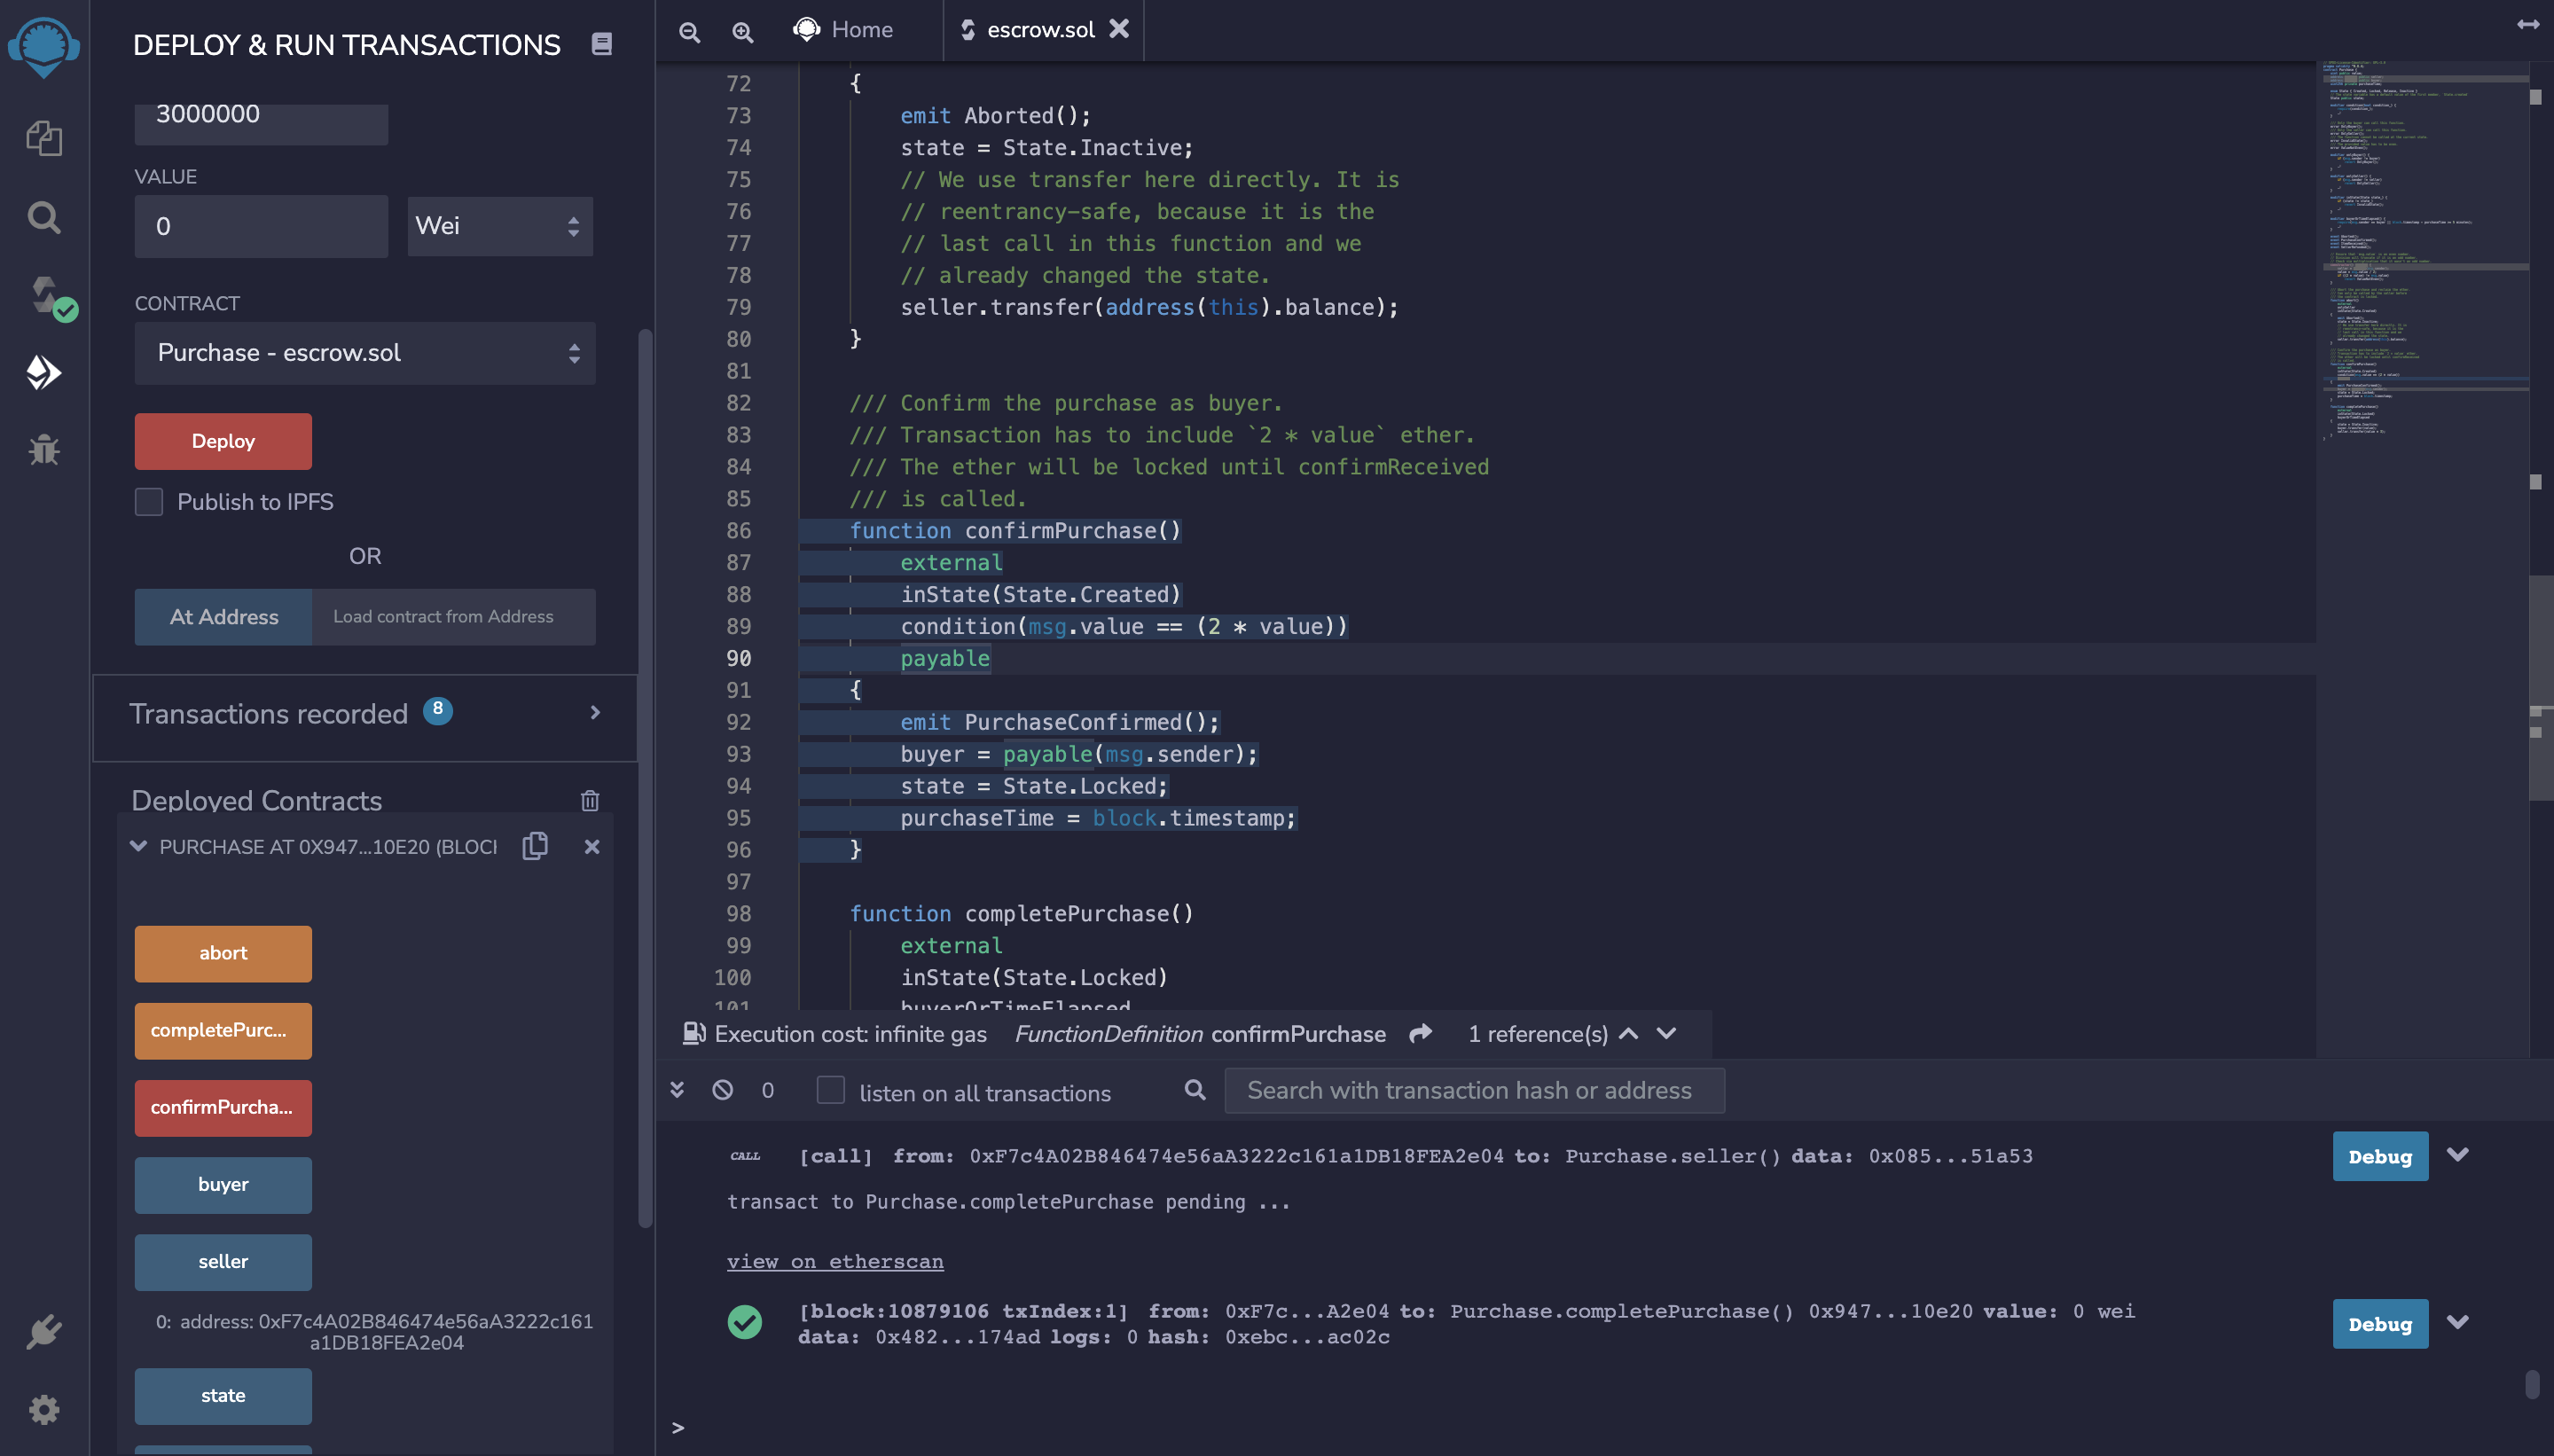 DEPLOY & RUN TRANSACTIONS
3000000
VALUE
0
Wei
CONTRACT
Purchase - escrow.sol
Deploy
Publish to IPFS
OR
At Address
Load contract from Address
Transactions recorded 8
Deployed Contracts
PURCHASE AT 0X947...10E20 (BLOCK
abort
completePurc...
confirmPurcha...
buyer
seller
0: address: 0xF7c4A02B846474e56aA3222c161
a1DB18FEA2e04
state
Home
escrow.sol
72 {
73 emit Aborted();
74 state = State.Inactive;
75 // We use transfer here directly. It is
76 // reentrancy-safe, because it is the
77 // last call in this function and we
78 // already changed the state.
79 seller.transfer(address(this).balance);
80 }
81
82 /// Confirm the purchase as buyer.
83 /// Transaction has to include `2 * value` ether.
84 /// The ether will be locked until confirmReceived
85 /// is called.
86 function confirmPurchase()
87 external
88 inState(State.Created)
89 condition(msg.value == (2 * value))
90 payable
91 {
92 emit PurchaseConfirmed();
93 buyer = payable(msg.sender);
94 state = State.Locked;
95 purchaseTime = block.timestamp;
96 }
97
98 function completePurchase()
99 external
100 inState(State.Locked)
101 buyerOrTimeElapsed
Execution cost: infinite gas FunctionDefinition confirmPurchase 1 reference(s)
0 listen on all transactions
Search with transaction hash or address
CALL [call] from: 0xF7c4A02B846474e56aA3222c161a1DB18FEA2e04 to: Purchase.seller() data: 0x085...51a53
Debug
transact to Purchase.completePurchase pending ...
view on etherscan
[block:10879106 txIndex:1] from: 0xF7c...A2e04 to: Purchase.completePurchase() 0x947...10e20 value: 0 wei
data: 0x482...174ad logs: 0 hash: 0xebc...ac02c
Debug
>